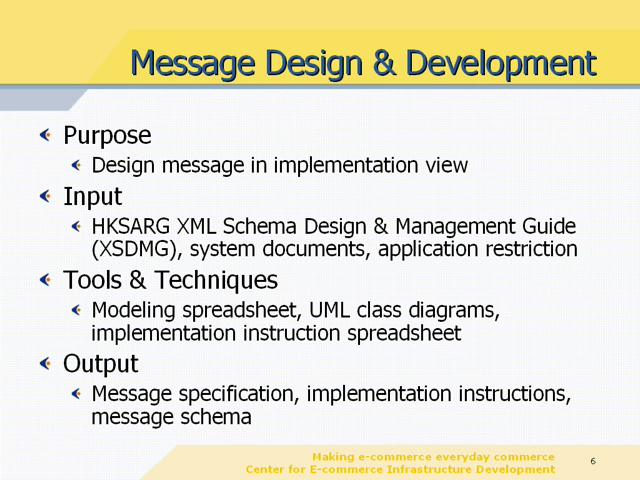 Message Design & Development
Purpose
Design message in implementation view
Input
HKSARG XML Schema Design & Management Guide
(XSDMG), system documents, application restriction
Tools & Techniques
Modeling spreadsheet, UML class diagrams,
implementation instruction spreadsheet
Output
Message specification, implementation instructions,
message schema
Making e-commerce everyday commerce
Center for E-commerce Infrastructure Development
6